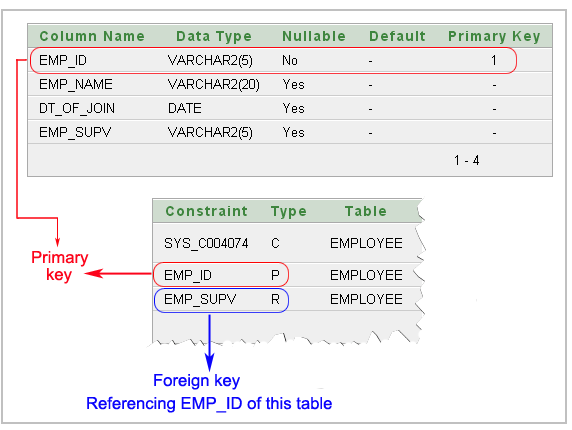 Column Name Data Type Nullable Default Primary Key
EMP_ID VARCHAR2(5) No - 1
EMP_NAME VARCHAR2(20) Yes - -
DT_OF_JOIN DATE Yes - -
EMP_SUPV VARCHAR2(5) Yes - -
1 - 4
Constraint Type Table
SYS_C004074 C EMPLOYEE
Primary
key
EMP_ID P EMPLOYEE
EMP_SUPV R EMPLOYEE
Foreign key
Referencing EMP_ID of this table